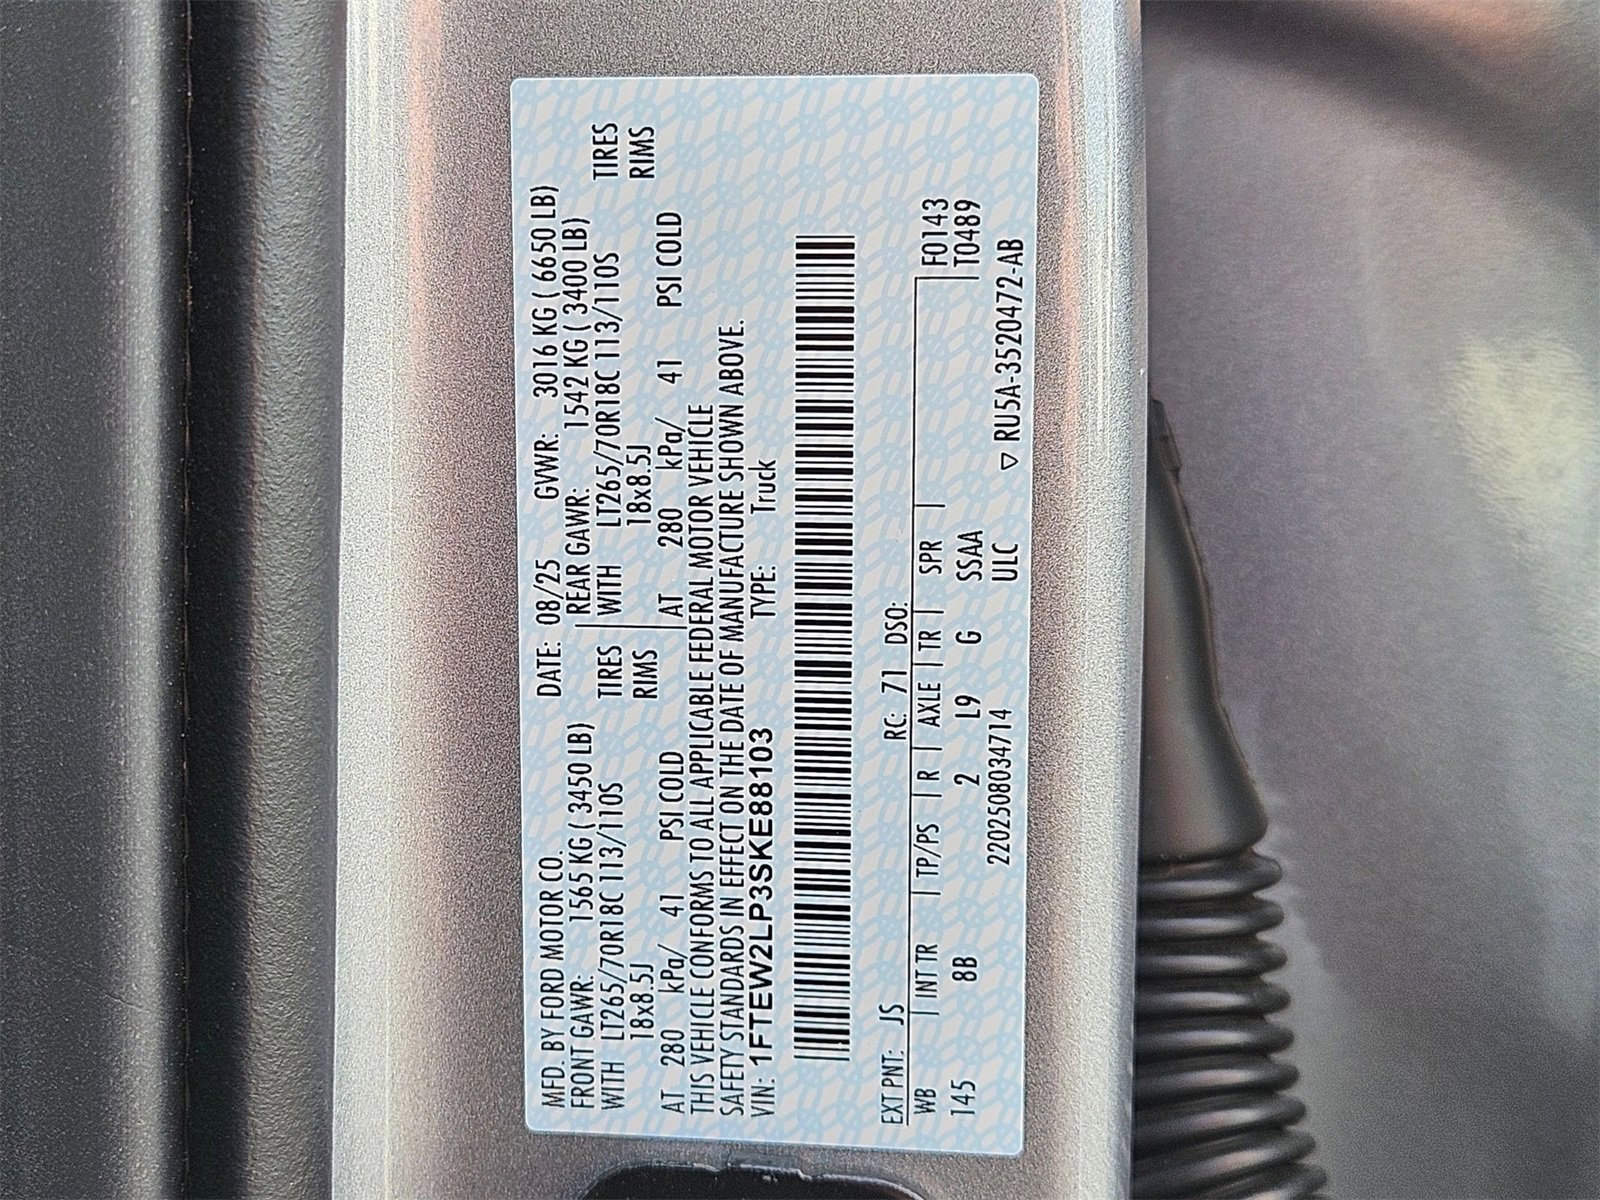 MFD. BY FORD MOTOR CO. DATE: 08/25 GVWR: 3016 KG ( 6650 LB)
FRONT GAWR: 1565 KG ( 3450 LB) REAR GAWR: 1542 KG ( 3400 LB)
WITH LT265/70R18C 113/110S TIRES WITH LT265/70R18C 113/110S TIRES
18x8.5J RIMS 18x8.5J RIMS
AT 280 kPa/ 41 PSI COLD AT 280 kPa/ 41 PSI COLD
THIS VEHICLE CONFORMS TO ALL APPLICABLE FEDERAL MOTOR VEHICLE
SAFETY STANDARDS IN EFFECT ON THE DATE OF MANUFACTURE SHOWN ABOVE.
VIN: 1FTEW2LP3SKE88103 TYPE: Truck
EXT PNT: JS RC: 71 DSO:
WB INT TR TP/PS R AXLE TR SPR F0143
145 8B 2 L9 G SSAA T0489
2202508034714 ULC ▽ RU5A-3520472-AB